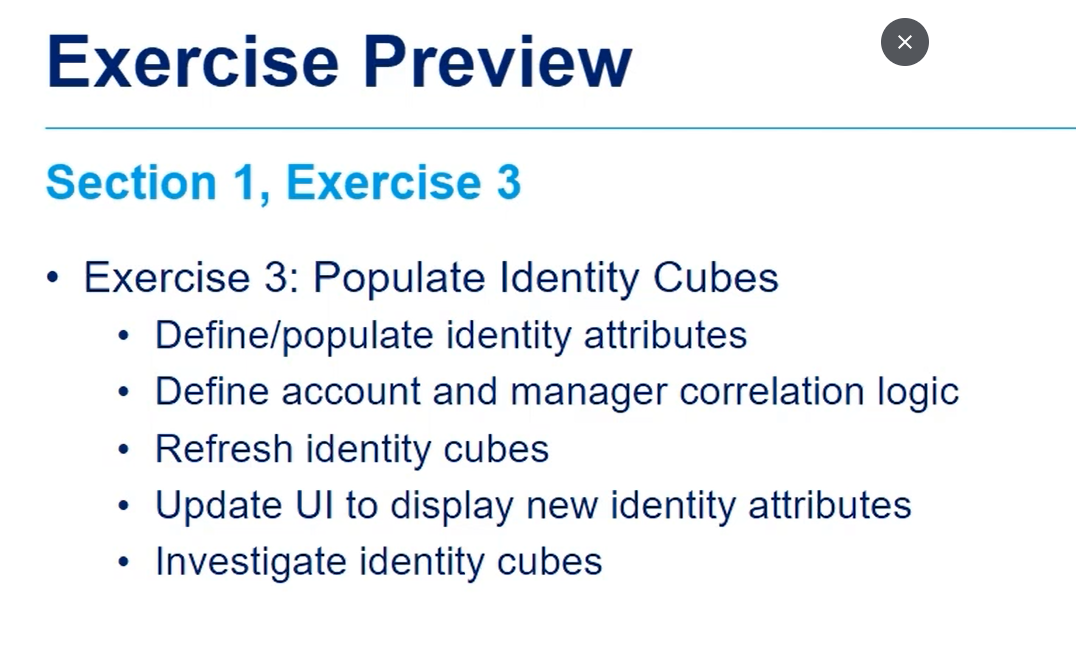 Exercise Preview
Section 1, Exercise 3
• Exercise 3: Populate Identity Cubes
• Define/populate identity attributes
• Define account and manager correlation logic
• Refresh identity cubes
• Update UI to display new identity attributes
• Investigate identity cubes